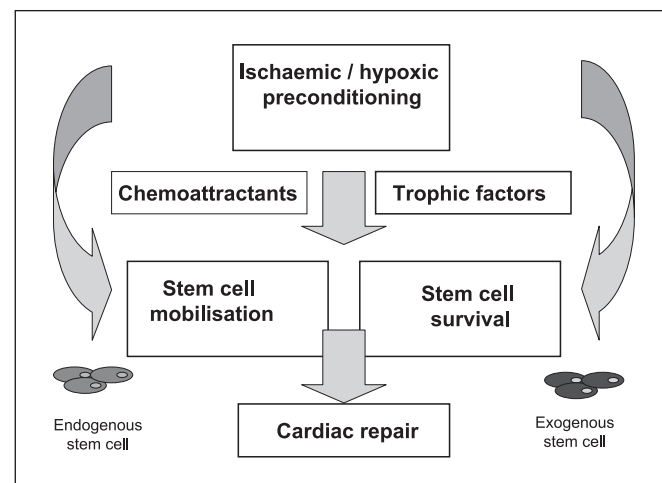 Ischaemic / hypoxic
preconditioning
Chemoattractants
Trophic factors
Stem cell
mobilisation
Stem cell
survival
Endogenous
stem cell
Cardiac repair
Exogenous
stem cell